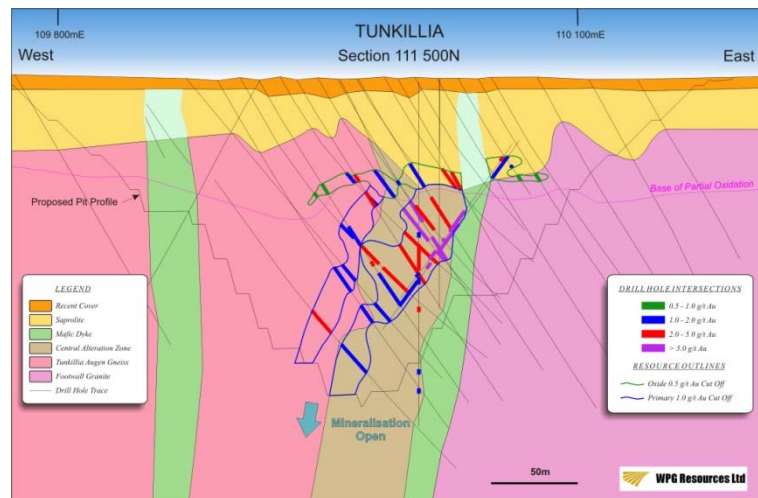 109 800mE
TUNKILLIA
110 100mE
West
Section 111 500N
East
Base of Partial Oxidation
Proposed Pit Profile
LEGEND
Recent Cover
Saprolite
Mafic Dyke
Central Alteration Zone
Tunkillia Augen Gneiss
Footwall Granite
Drill Hole Trace
DRILL HOLE INTERSECTIONS
0.5 - 1.0 g/t Au
1.0 - 2.0 g/t Au
2.0 - 5.0 g/t Au
> 5.0 g/t Au
RESOURCE OUTLINES
Oxide 0.5 g/t Au Cut Off
Primary 1.0 g/t Au Cut Off
Mineralisation
Open
50m
WPG Resources Ltd